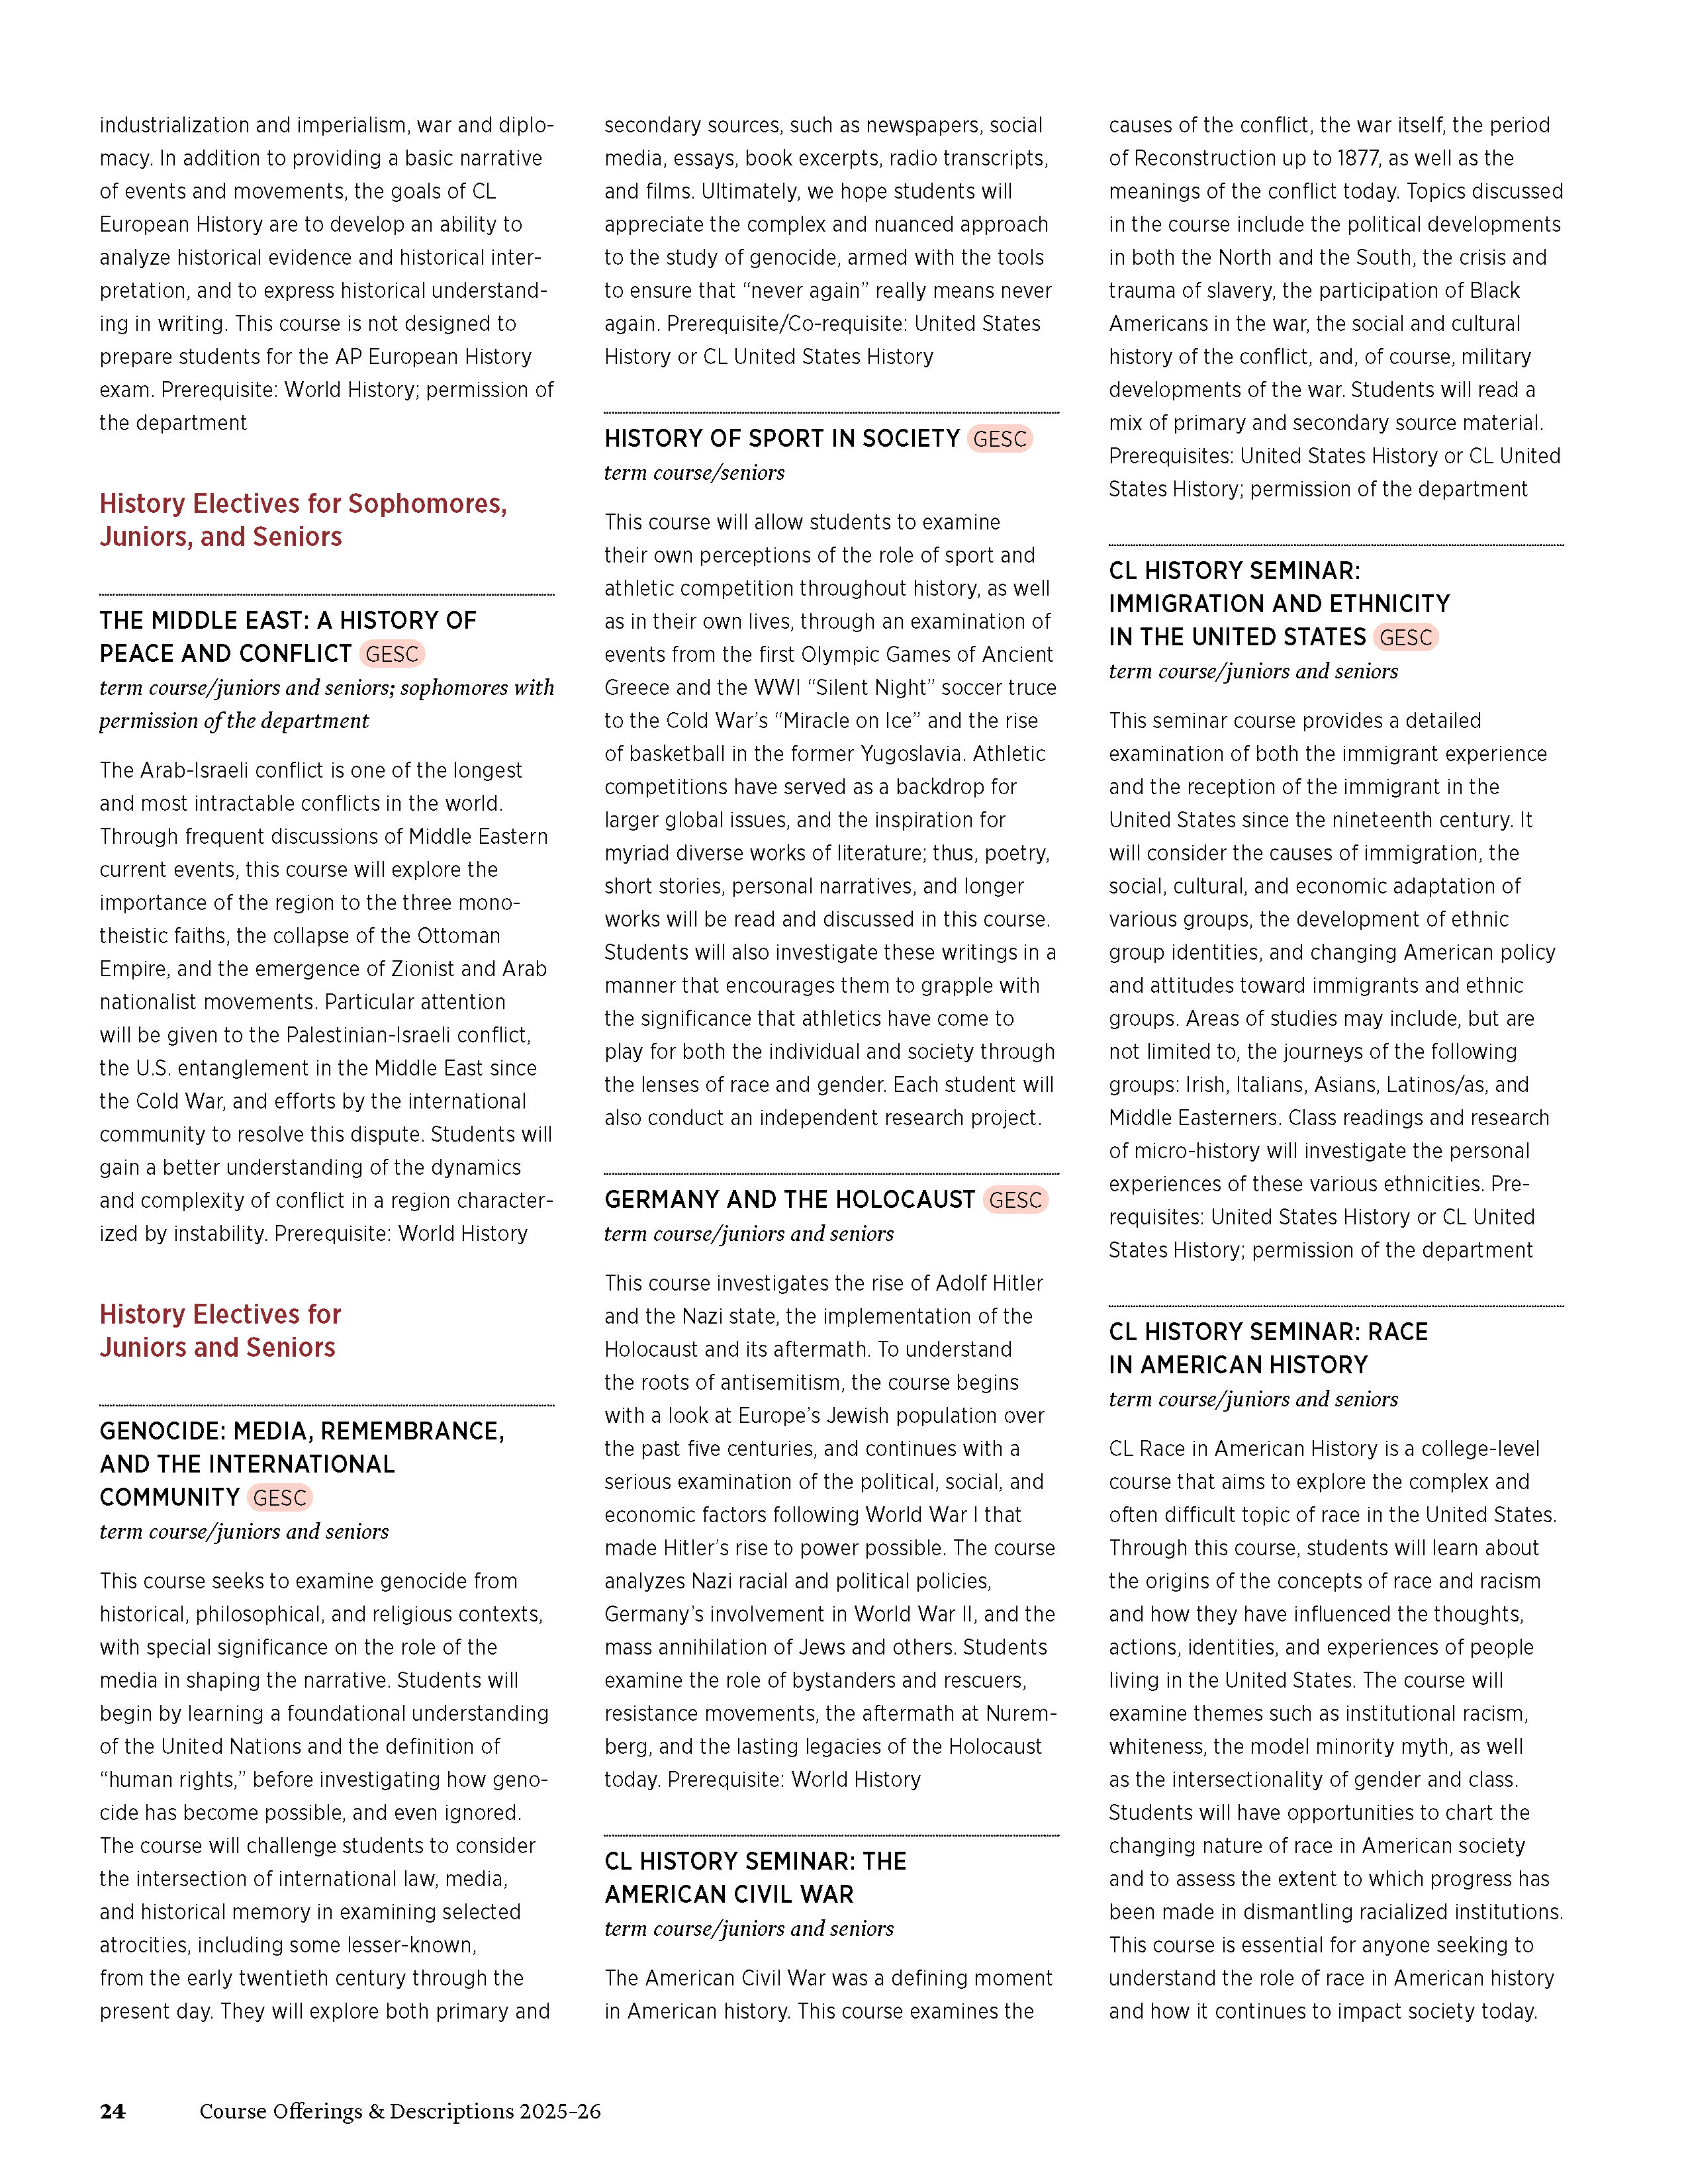 industrialization and imperialism, war and diplo-
macy. In addition to providing a basic narrative
of events and movements, the goals of CL
European History are to develop an ability to
analyze historical evidence and historical inter-
pretation, and to express historical understand-
ing in writing. This course is not designed to
prepare students for the AP European History
exam. Prerequisite: World History; permission of
the department
History Electives for Sophomores,
Juniors, and Seniors
THE MIDDLE EAST: A HISTORY OF
PEACE AND CONFLICT GESC
term course/juniors and seniors; sophomores with
permission of the department
The Arab-Israeli conflict is one of the longest
and most intractable conflicts in the world.
Through frequent discussions of Middle Eastern
current events, this course will explore the
importance of the region to the three mono-
theistic faiths, the collapse of the Ottoman
Empire, and the emergence of Zionist and Arab
nationalist movements. Particular attention
will be given to the Palestinian-Israeli conflict,
the U.S. entanglement in the Middle East since
the Cold War, and efforts by the international
community to resolve this dispute. Students will
gain a better understanding of the dynamics
and complexity of conflict in a region character-
ized by instability. Prerequisite: World History
History Electives for
Juniors and Seniors
GENOCIDE: MEDIA, REMEMBRANCE,
AND THE INTERNATIONAL
COMMUNITY GESC
term course/juniors and seniors
This course seeks to examine genocide from
historical, philosophical, and religious contexts,
with special significance on the role of the
media in shaping the narrative. Students will
begin by learning a foundational understanding
of the United Nations and the definition of
“human rights,” before investigating how geno-
cide has become possible, and even ignored.
The course will challenge students to consider
the intersection of international law, media,
and historical memory in examining selected
atrocities, including some lesser-known,
from the early twentieth century through the
present day. They will explore both primary and
secondary sources, such as newspapers, social
media, essays, book excerpts, radio transcripts,
and films. Ultimately, we hope students will
appreciate the complex and nuanced approach
to the study of genocide, armed with the tools
to ensure that “never again” really means never
again. Prerequisite/Co-requisite: United States
History or CL United States History
HISTORY OF SPORT IN SOCIETY GESC
term course/seniors
This course will allow students to examine
their own perceptions of the role of sport and
athletic competition throughout history, as well
as in their own lives, through an examination of
events from the first Olympic Games of Ancient
Greece and the WWI “Silent Night” soccer truce
to the Cold War’s “Miracle on Ice” and the rise
of basketball in the former Yugoslavia. Athletic
competitions have served as a backdrop for
larger global issues, and the inspiration for
myriad diverse works of literature; thus, poetry,
short stories, personal narratives, and longer
works will be read and discussed in this course.
Students will also investigate these writings in a
manner that encourages them to grapple with
the significance that athletics have come to
play for both the individual and society through
the lenses of race and gender. Each student will
also conduct an independent research project.
GERMANY AND THE HOLOCAUST GESC
term course/juniors and seniors
This course investigates the rise of Adolf Hitler
and the Nazi state, the implementation of the
Holocaust and its aftermath. To understand
the roots of antisemitism, the course begins
with a look at Europe’s Jewish population over
the past five centuries, and continues with a
serious examination of the political, social, and
economic factors following World War I that
made Hitler’s rise to power possible. The course
analyzes Nazi racial and political policies,
Germany’s involvement in World War II, and the
mass annihilation of Jews and others. Students
examine the role of bystanders and rescuers,
resistance movements, the aftermath at Nurem-
berg, and the lasting legacies of the Holocaust
today. Prerequisite: World History
CL HISTORY SEMINAR: THE
AMERICAN CIVIL WAR
term course/juniors and seniors
The American Civil War was a defining moment
in American history. This course examines the
causes of the conflict, the war itself, the period
of Reconstruction up to 1877, as well as the
meanings of the conflict today. Topics discussed
in the course include the political developments
in both the North and the South, the crisis and
trauma of slavery, the participation of Black
Americans in the war, the social and cultural
history of the conflict, and, of course, military
developments of the war. Students will read a
mix of primary and secondary source material.
Prerequisites: United States History or CL United
States History; permission of the department
CL HISTORY SEMINAR:
IMMIGRATION AND ETHNICITY
IN THE UNITED STATES GESC
term course/juniors and seniors
This seminar course provides a detailed
examination of both the immigrant experience
and the reception of the immigrant in the
United States since the nineteenth century. It
will consider the causes of immigration, the
social, cultural, and economic adaptation of
various groups, the development of ethnic
group identities, and changing American policy
and attitudes toward immigrants and ethnic
groups. Areas of studies may include, but are
not limited to, the journeys of the following
groups: Irish, Italians, Asians, Latinos/as, and
Middle Easterners. Class readings and research
of micro-history will investigate the personal
experiences of these various ethnicities. Pre-
requisites: United States History or CL United
States History; permission of the department
CL HISTORY SEMINAR: RACE
IN AMERICAN HISTORY
term course/juniors and seniors
CL Race in American History is a college-level
course that aims to explore the complex and
often difficult topic of race in the United States.
Through this course, students will learn about
the origins of the concepts of race and racism
and how they have influenced the thoughts,
actions, identities, and experiences of people
living in the United States. The course will
examine themes such as institutional racism,
whiteness, the model minority myth, as well
as the intersectionality of gender and class.
Students will have opportunities to chart the
changing nature of race in American society
and to assess the extent to which progress has
been made in dismantling racialized institutions.
This course is essential for anyone seeking to
understand the role of race in American history
and how it continues to impact society today.
24 Course Offerings & Descriptions 2025–26